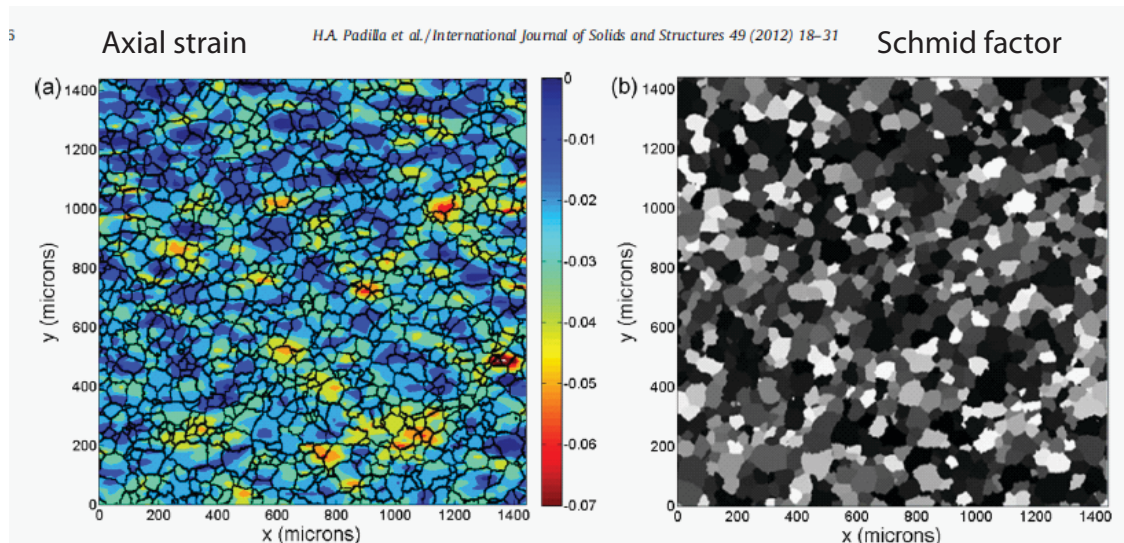 6
Axial strain
H.A. Padilla et al. / International Journal of Solids and Structures 49 (2012) 18–31
Schmid factor
(a)
1400
1200
1000
800
600
400
200
0
y (microns)
0 200 400 600 800 1000 1200 1400
x (microns)
0
-0.01
-0.02
-0.03
-0.04
-0.05
-0.06
-0.07
(b)
1400
1200
1000
800
600
400
200
0
y (microns)
0 200 400 600 800 1000 1200 1400
x (microns)